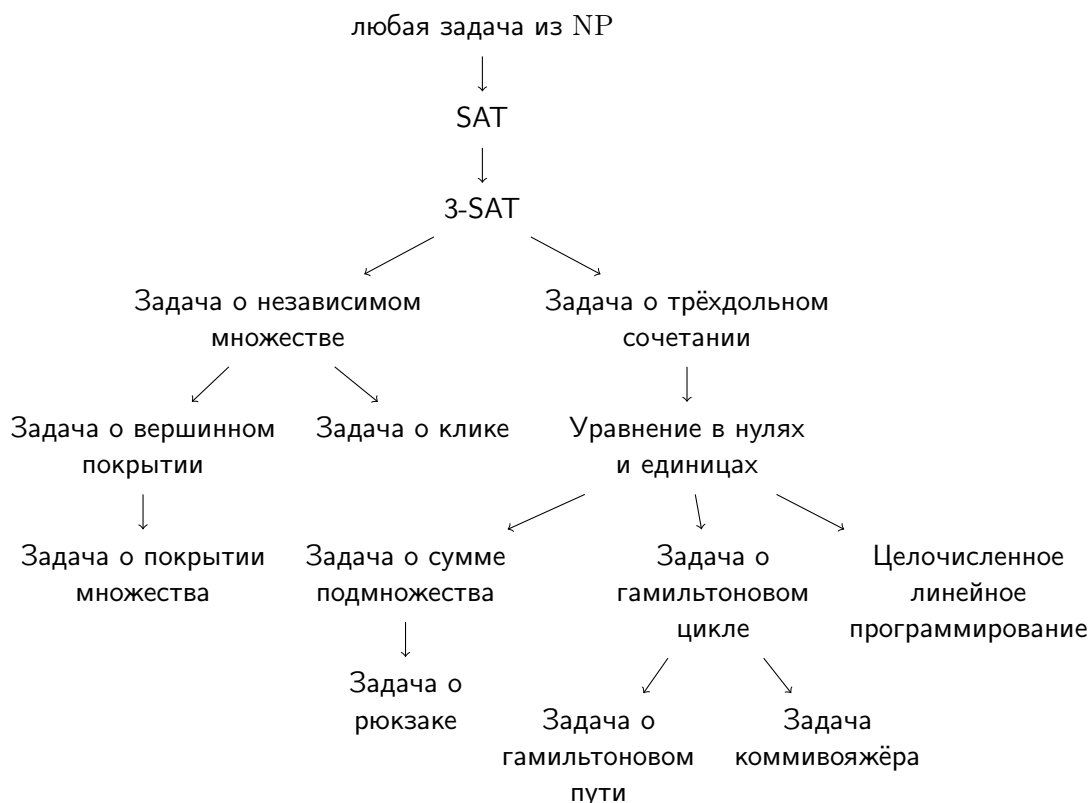 любая задача из NP
SAT
3-SAT
Задача о независимом
множестве
Задача о трёхдольном
сочетании
Задача о вершинном
покрытии
Задача о клике
Уравнение в нулях
и единицах
Задача о покрытии
множества
Задача о сумме
подмножества
Задача о
гамильтоновом
цикле
Целочисленное
линейное
программирование
Задача о
рюкзаке
Задача о
гамильтоновом
пути
Задача
коммивояжёра